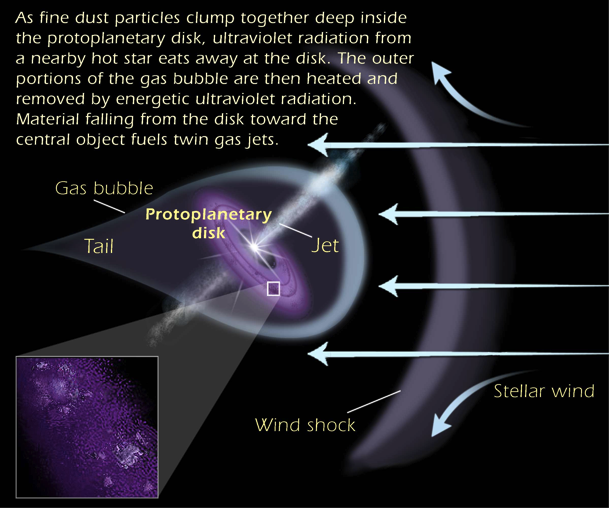 As fine dust particles clump together deep inside
the protoplanetary disk, ultraviolet radiation from
a nearby hot star eats away at the disk. The outer
portions of the gas bubble are then heated and
removed by energetic ultraviolet radiation.
Material falling from the disk toward the
central object fuels twin gas jets.
Gas bubble
Protoplanetary
disk
Tail
Jet
Stellar wind
Wind shock